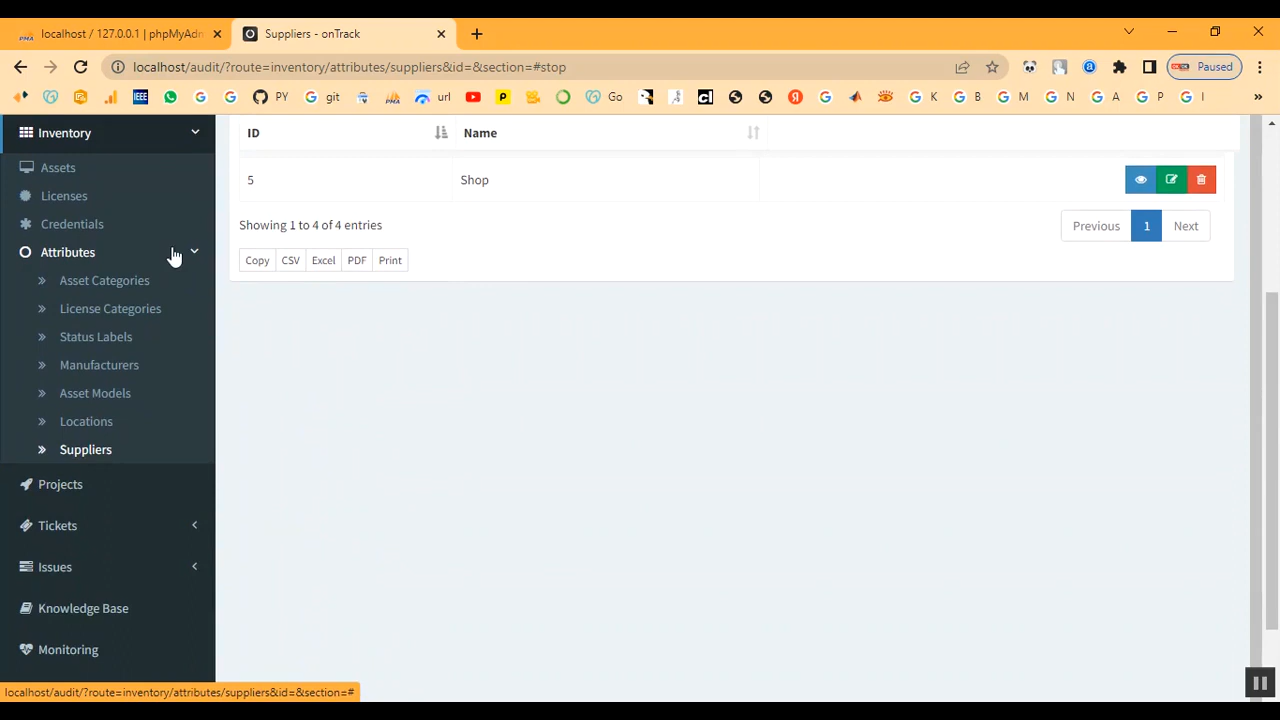 localhost / 127.0.0.1 | phpMyAdm
Suppliers - onTrack
localhost/audit/?route=inventory/attributes/suppliers&id=&section=#stop
Paused
IEEE
PY
git
url
Go
K
B
M
N
A
P
I
Inventory
Assets
Licenses
Credentials
Attributes
Asset Categories
License Categories
Status Labels
Manufacturers
Asset Models
Locations
Suppliers
Projects
Tickets
Issues
Knowledge Base
Monitoring
ID Name
5 Shop
Showing 1 to 4 of 4 entries
Previous 1 Next
Copy CSV Excel PDF Print
localhost/audit/?route=inventory/attributes/suppliers&id=&section=#